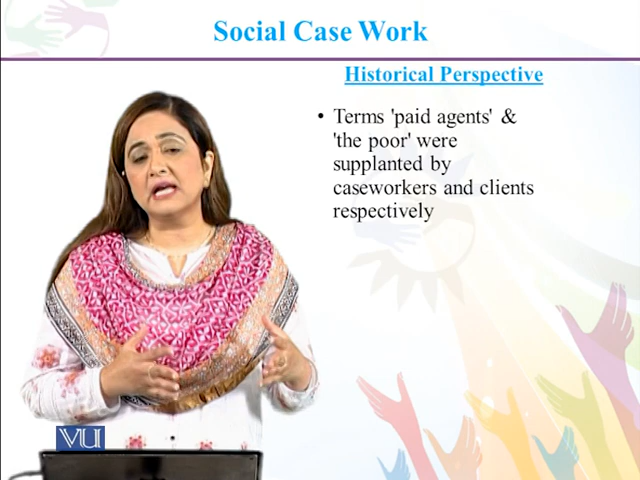 Social Case Work
Historical Perspective
• Terms 'paid agents' &
'the poor' were
supplanted by
caseworkers and clients
respectively
VU